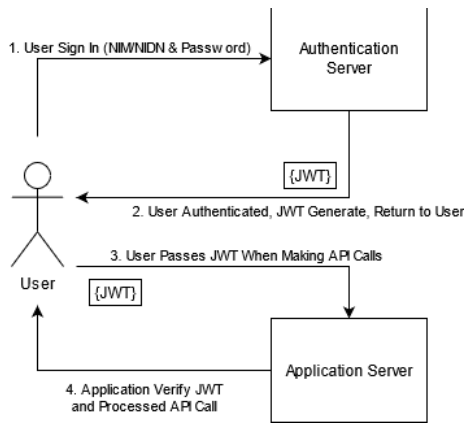 1. User Sign In (NIM/NIDN & Password)
Authentication
Server
{JWT}
2. User Authenticated, JWT Generate, Return to User
3. User Passes JWT When Making API Calls
User
{JWT}
Application Server
4. Application Verify JWT
and Processed API Call